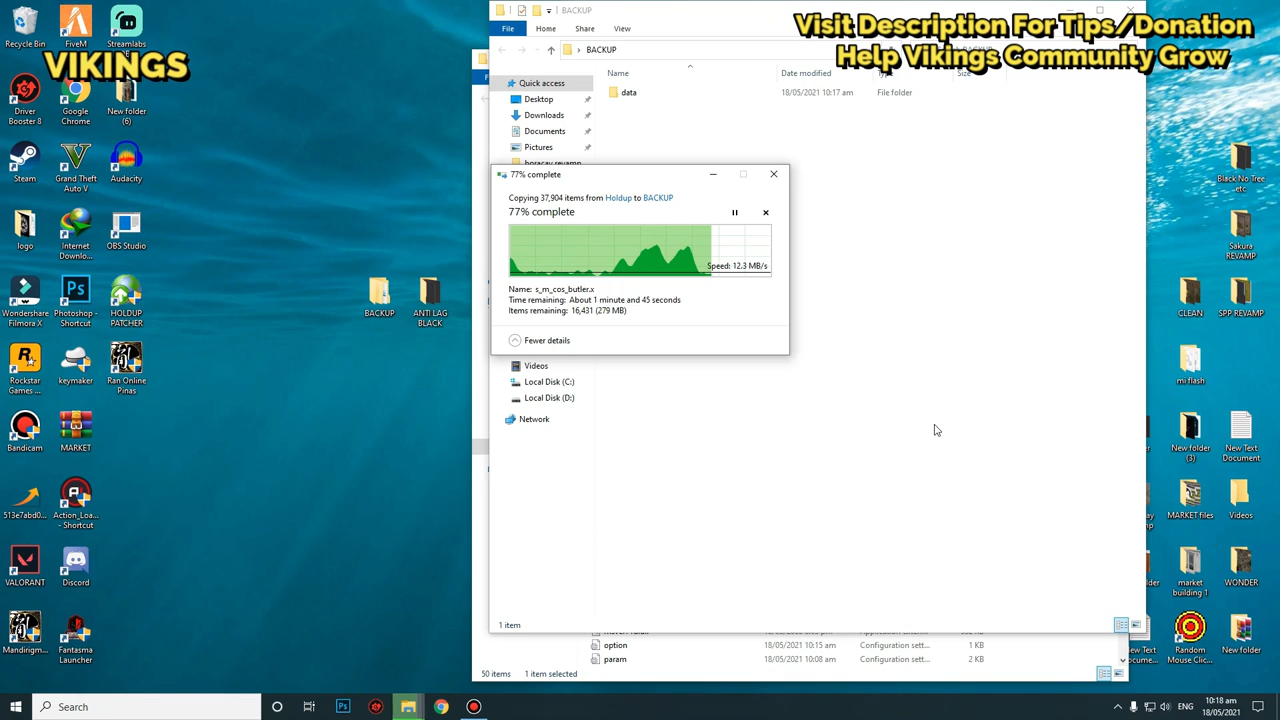 Visit Description For Tips/Donation
Help Vikings Community Grow
VIKINGS
Recycle Bin
FiveM
Streamlabs
Driver
Booster 8
Google
Chrome
New folder
(6)
Steam
Grand Theft
Auto V
Audacity
logo
Internet
Downlo...
OBS Studio
Wondershare
Filmora X
Photoshop -
Shortcut
HOLDUP
PATCHER
BACKUP
ANTI LAG
BLACK
Rockstar
Games ...
keymaker
Ran Online
Pinas
Bandicam
MARKET
513e7abd0...
Action_Loa...
- Shortcut
VALORANT
Discord
Mandrigm...
Fantasma
Launcher
BACKUP
File
Home
Share
View
BACKUP
Name
Date modified
Size
Quick access
Desktop
Downloads
Documents
Pictures
boracay revamp
data
18/05/2021 10:17 am
File folder
77% complete
Copying 37,904 items from Holdup to BACKUP
77% complete
Speed: 12.3 MB/s
Name: s_m_cos_butler.x
Time remaining: About 1 minute and 45 seconds
Items remaining: 16,431 (279 MB)
Fewer details
Videos
Local Disk (C:)
Local Disk (D:)
Network
1 item
option
18/05/2021 10:15 am
Configuration sett...
1 KB
param
18/05/2021 10:08 am
Configuration sett...
2 KB
50 items
1 item selected
Black No Tree
etc
Sakura
REVAMP
CLEAN
SPP REVAMP
mi flash
New folder
(3)
New Text
Document
MARKET files
Videos
market
building 1
WONDER
Random
Mouse Clic...
New folder
Search
10:18 am
18/05/2021